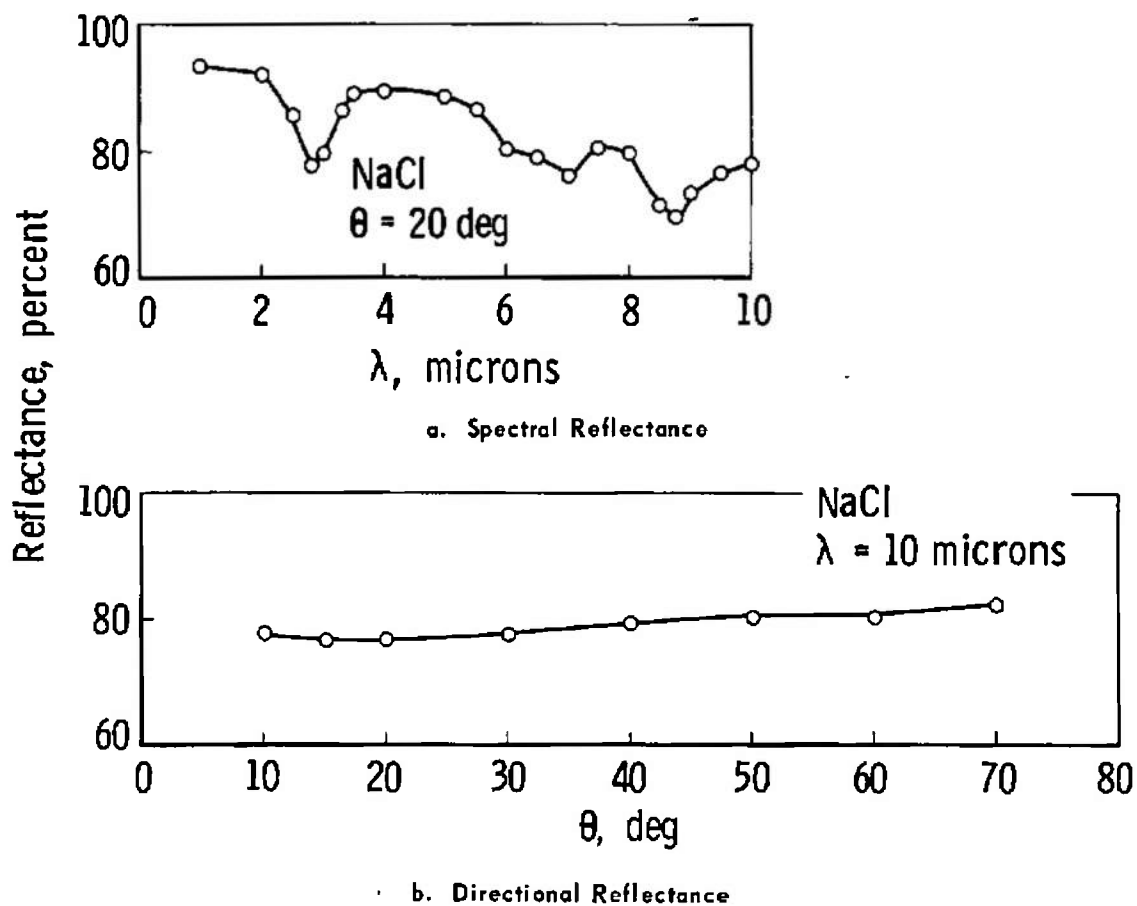 100
80
60
NaCl
θ = 20 deg
0 2 4 6 8 10
λ, microns
a. Spectral Reflectance
Reflectance, percent
100
80
60
NaCl
λ = 10 microns
0 10 20 30 40 50 60 70 80
θ, deg
b. Directional Reflectance